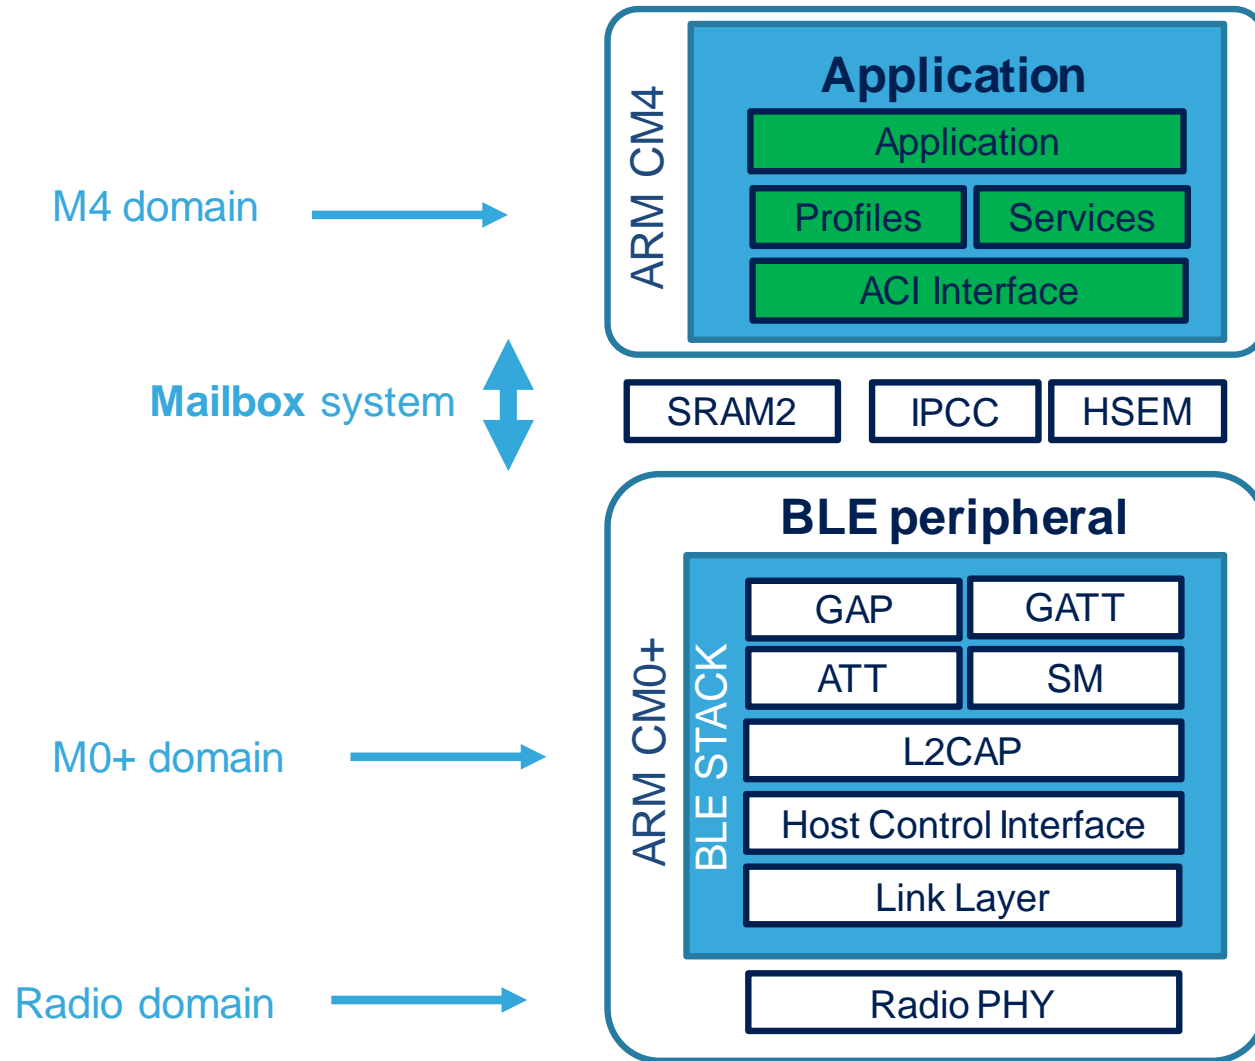 Application
Application
ARM CM4
M4 domain
Profiles
Services
ACI Interface
Mailbox system
SRAM2
IPCC
HSEM
BLE peripheral
GAP
GATT
ARM CM0+
BLE STACK
ATT
SM
M0+ domain
L2CAP
Host Control Interface
Link Layer
Radio domain
Radio PHY